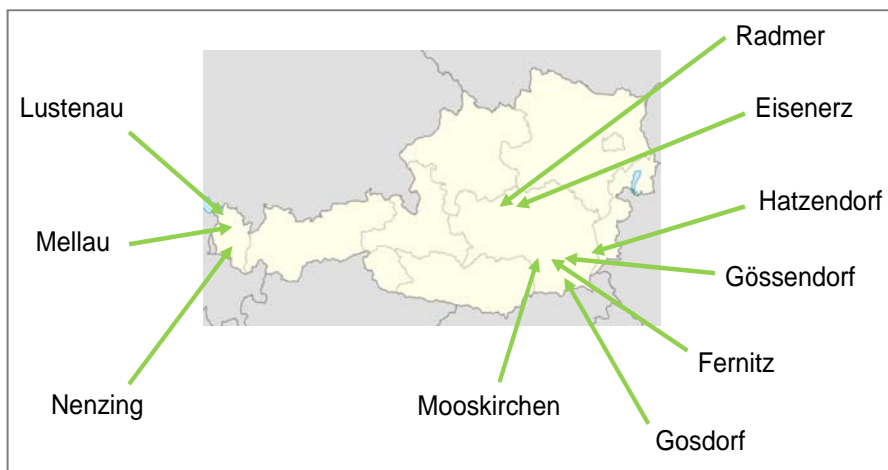 Radmer
Lustenau
Eisenerz
Hatzendorf
Mellau
Gössendorf
Fernitz
Nenzing
Mooskirchen
Gosdorf